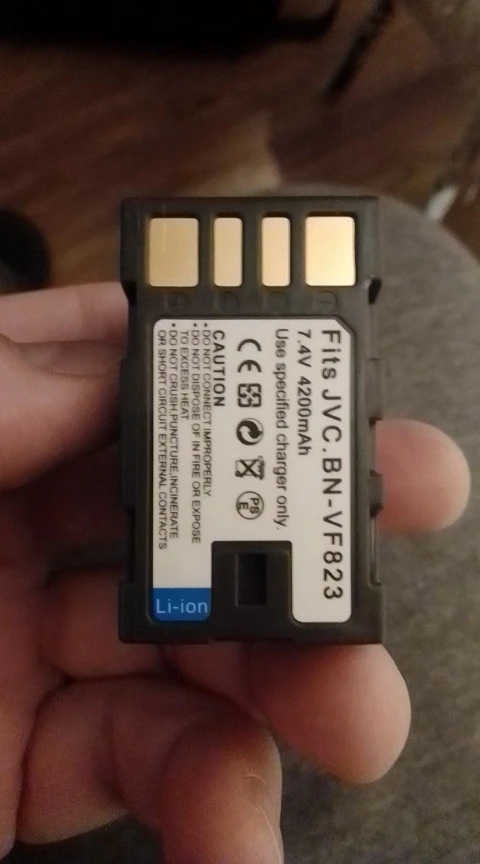 Fits JVC.BN-VF823
7.4V 4200mAh
Use specified charger only.
CE
PS
E
CAUTION
• DO NOT CONNECT IMPROPERLY
• DO NOT DISPOSE OF IN FIRE OR EXPOSE
TO EXCESS HEAT
• DO NOT CRUSH,PUNCTURE,INCINERATE
OR SHORT CIRCUIT EXTERNAL CONTACTS
Li-ion